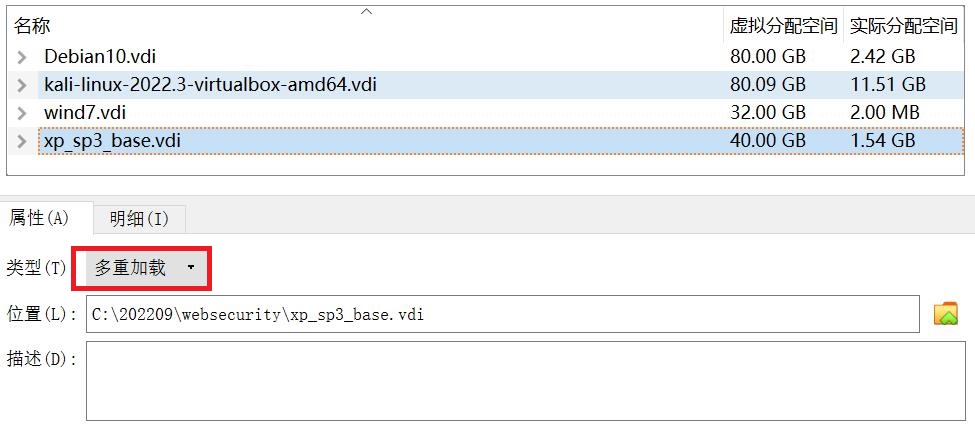 名称 虚拟分配空间 实际分配空间
Debian10.vdi 80.00 GB 2.42 GB
kali-linux-2022.3-virtualbox-amd64.vdi 80.09 GB 11.51 GB
wind7.vdi 32.00 GB 2.00 MB
xp_sp3_base.vdi 40.00 GB 1.54 GB
属性(A) 明细(I)
类型(T) 多重加载
位置(L): C:\202209\websecurity\xp_sp3_base.vdi
描述(D):